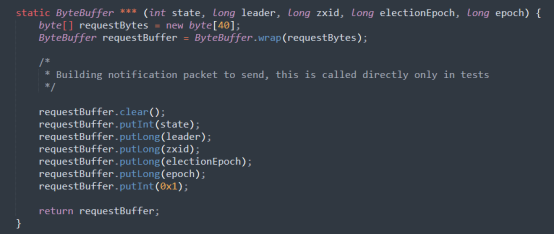 static ByteBuffer *** (int state, long leader, long zxid, long electionEpoch, long epoch) {
byte[] requestBytes = new byte[40];
ByteBuffer requestBuffer = ByteBuffer.wrap(requestBytes);
/*
* Building notification packet to send, this is called directly only in tests
*/
requestBuffer.clear();
requestBuffer.putInt(state);
requestBuffer.putLong(leader);
requestBuffer.putLong(zxid);
requestBuffer.putLong(electionEpoch);
requestBuffer.putLong(epoch);
requestBuffer.putInt(0x1);
return requestBuffer;
}